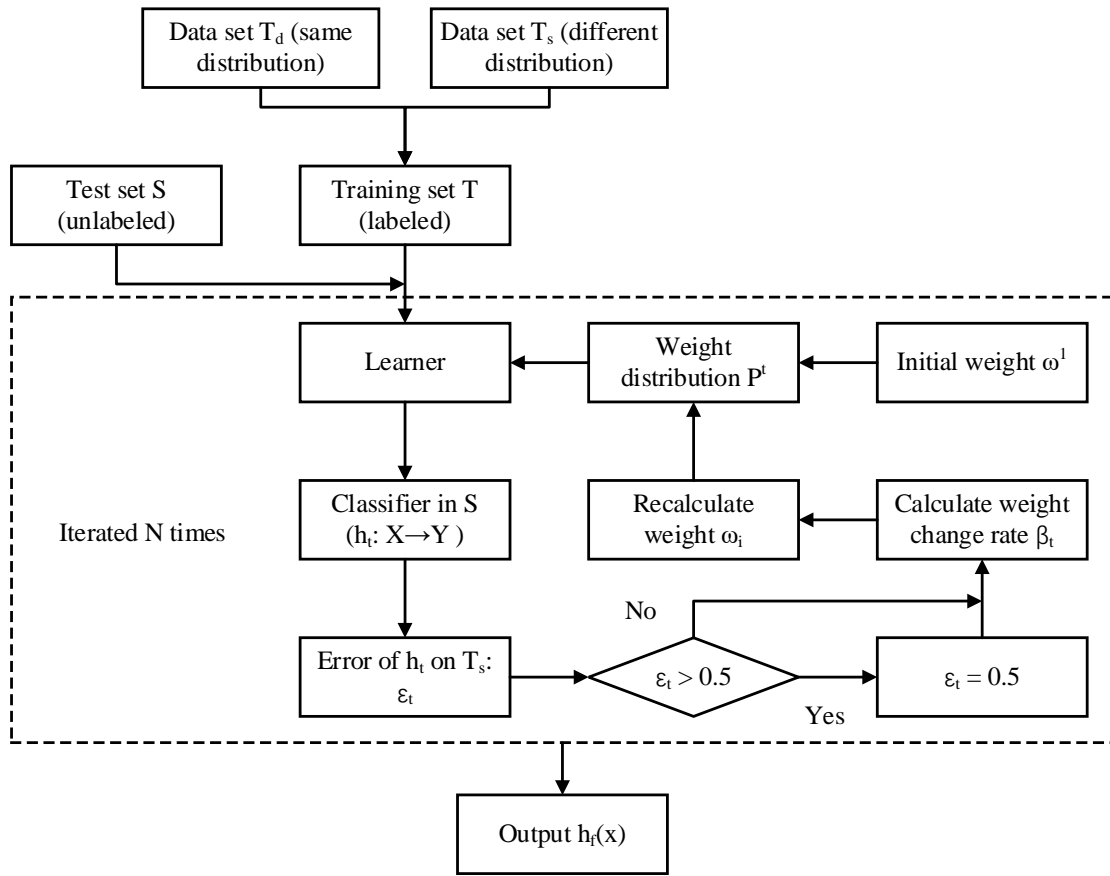 Data set T_d (same
distribution)
Data set T_s (different
distribution)
Test set S
(unlabeled)
Training set T
(labeled)
Learner
Weight
distribution P^t
Initial weight ω^1
Iterated N times
Classifier in S
(h_t: X→Y )
Recalculate
weight ω_i
Calculate weight
change rate β_t
No
Error of h_t on T_s:
ε_t
ε_t > 0.5
Yes
ε_t = 0.5
Output h_f(x)